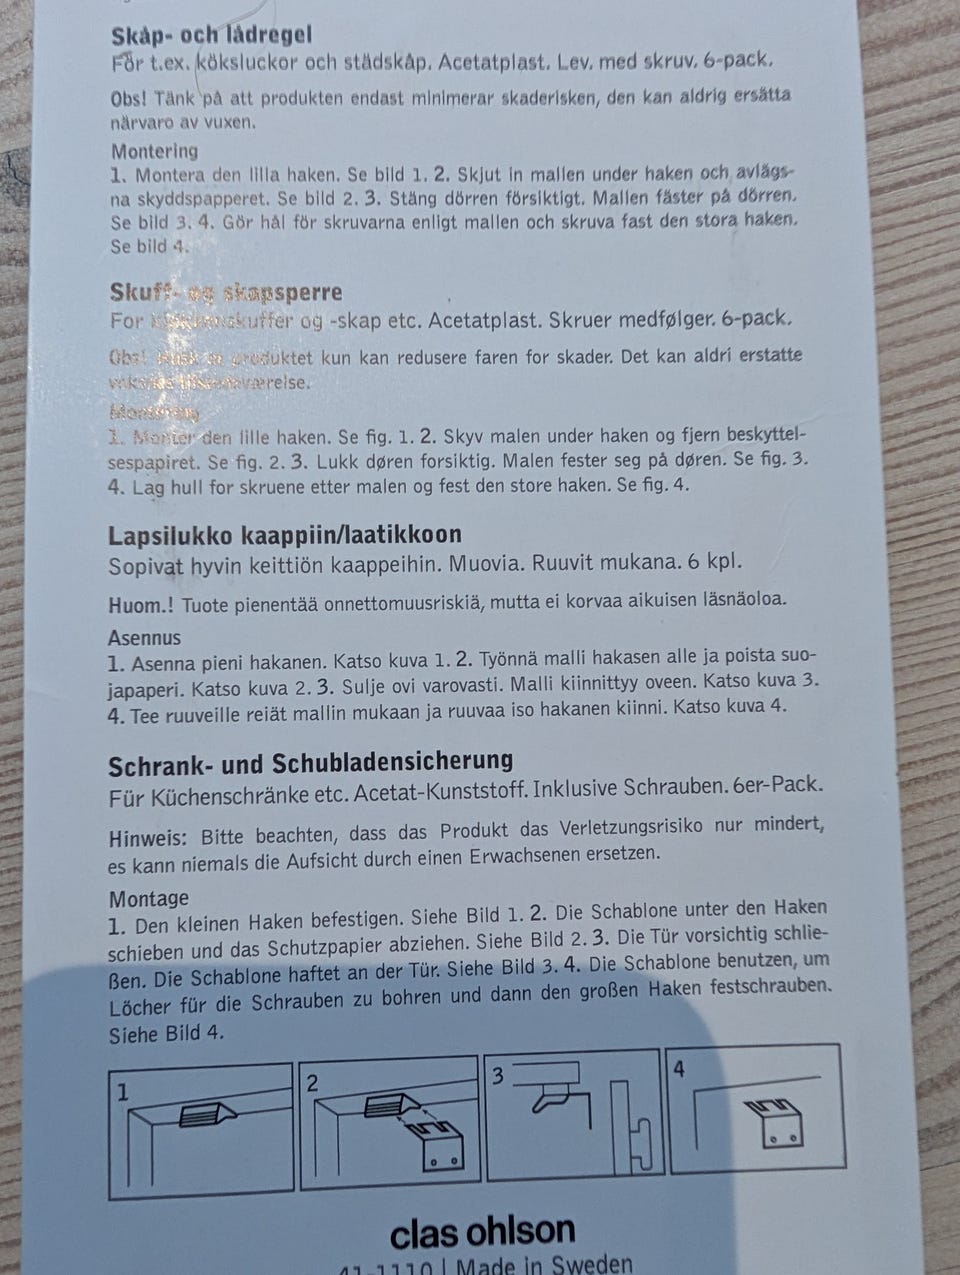 Skåp- och lådregel
För t.ex. köksluckor och städskåp. Acetatplast. Lev. med skruv. 6-pack.
Obs! Tänk på att produkten endast minimerar skaderisken, den kan aldrig ersätta
närvaro av vuxen.
Montering
1. Montera den lilla haken. Se bild 1. 2. Skjut in mallen under haken och avlägs-
na skyddspapperet. Se bild 2. 3. Stäng dörren försiktigt. Mallen fäster på dörren.
Se bild 3. 4. Gör hål för skruvarna enligt mallen och skruva fast den stora haken.
Se bild 4.
Skuff- og skapsperre
For kjøkkenskuffer og -skap etc. Acetatplast. Skruer medfølger. 6-pack.
Obs! produktet kun kan redusere faren for skader. Det kan aldri erstatte
Montering
1. Monter den lille haken. Se fig. 1. 2. Skyv malen under haken og fjern beskyttel-
sespapiret. Se fig. 2. 3. Lukk døren forsiktig. Malen fester seg på døren. Se fig. 3.
4. Lag hull for skruene etter malen og fest den store haken. Se fig. 4.
Lapsilukko kaappiin/laatikkoon
Sopivat hyvin keittiön kaappeihin. Muovia. Ruuvit mukana. 6 kpl.
Huom.! Tuote pienentää onnettomuusriskiä, mutta ei korvaa aikuisen läsnäoloa.
Asennus
1. Asenna pieni hakanen. Katso kuva 1. 2. Työnnä malli hakasen alle ja poista suo-
japaperi. Katso kuva 2. 3. Sulje ovi varovasti. Malli kiinnittyy oveen. Katso kuva 3.
4. Tee ruuveille reiät mallin mukaan ja ruuvaa iso hakanen kiinni. Katso kuva 4.
Schrank- und Schubladensicherung
Für Küchenschränke etc. Acetat-Kunststoff. Inklusive Schrauben. 6er-Pack.
Hinweis: Bitte beachten, dass das Produkt das Verletzungsrisiko nur mindert,
es kann niemals die Aufsicht durch einen Erwachsenen ersetzen.
Montage
1. Den kleinen Haken befestigen. Siehe Bild 1. 2. Die Schablone unter den Haken
schieben und das Schutzpapier abziehen. Siehe Bild 2. 3. Die Tür vorsichtig schlie-
ßen. Die Schablone haftet an der Tür. Siehe Bild 3. 4. Die Schablone benutzen, um
Löcher für die Schrauben zu bohren und dann den großen Haken festschrauben.
Siehe Bild 4.
1
2
3
4
clas ohlson
41-1110 | Made in Sweden